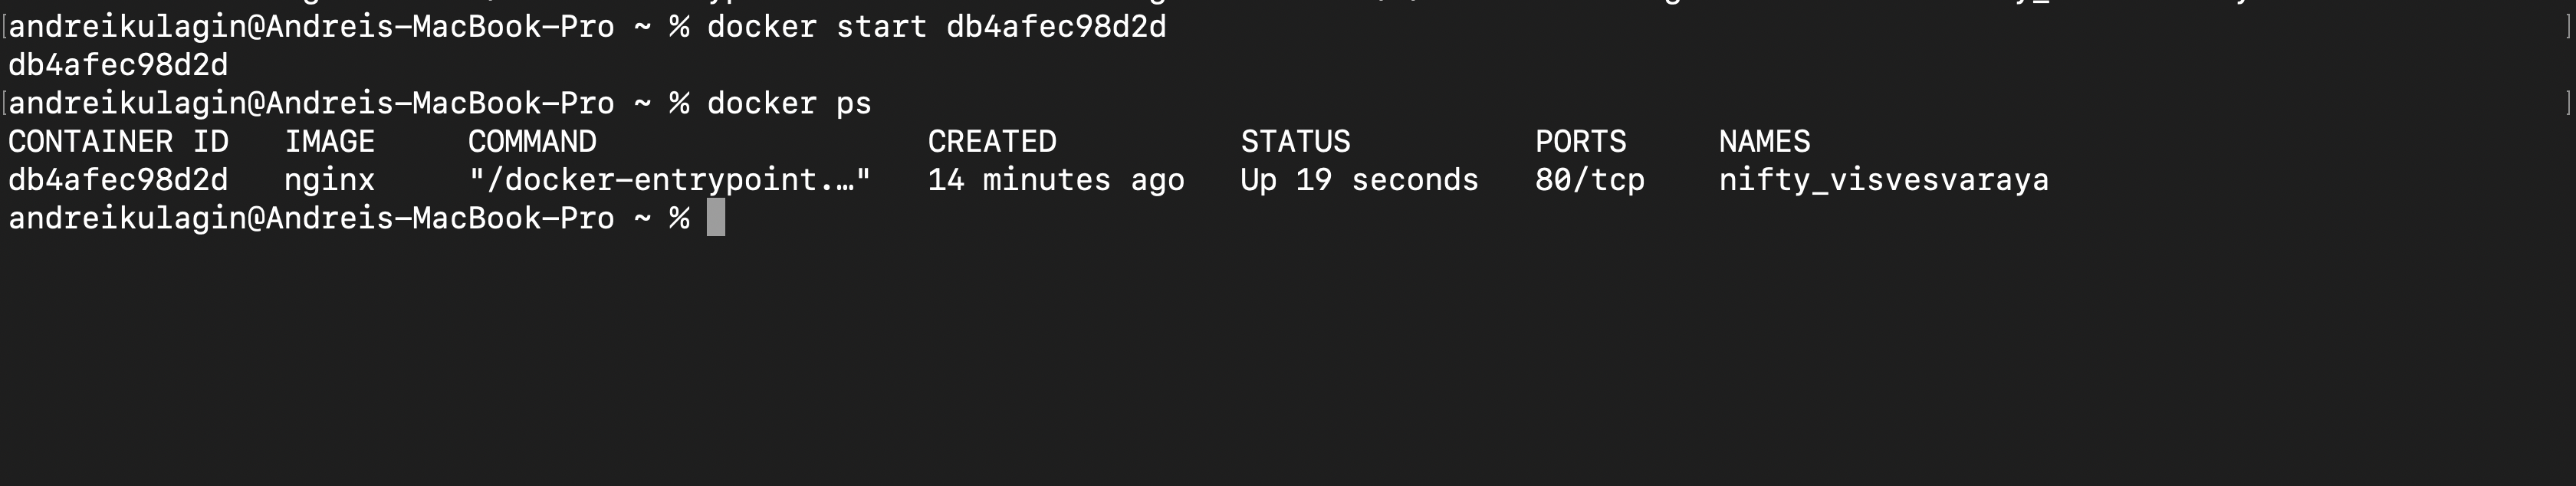 andreikulagin@Andreis-MacBook-Pro ~ % docker start db4afec98d2d
db4afec98d2d
andreikulagin@Andreis-MacBook-Pro ~ % docker ps
CONTAINER ID   IMAGE     COMMAND                  CREATED          STATUS          PORTS     NAMES
db4afec98d2d   nginx     "/docker-entrypoint.…"   14 minutes ago   Up 19 seconds   80/tcp    nifty_visvesvaraya
andreikulagin@Andreis-MacBook-Pro ~ %